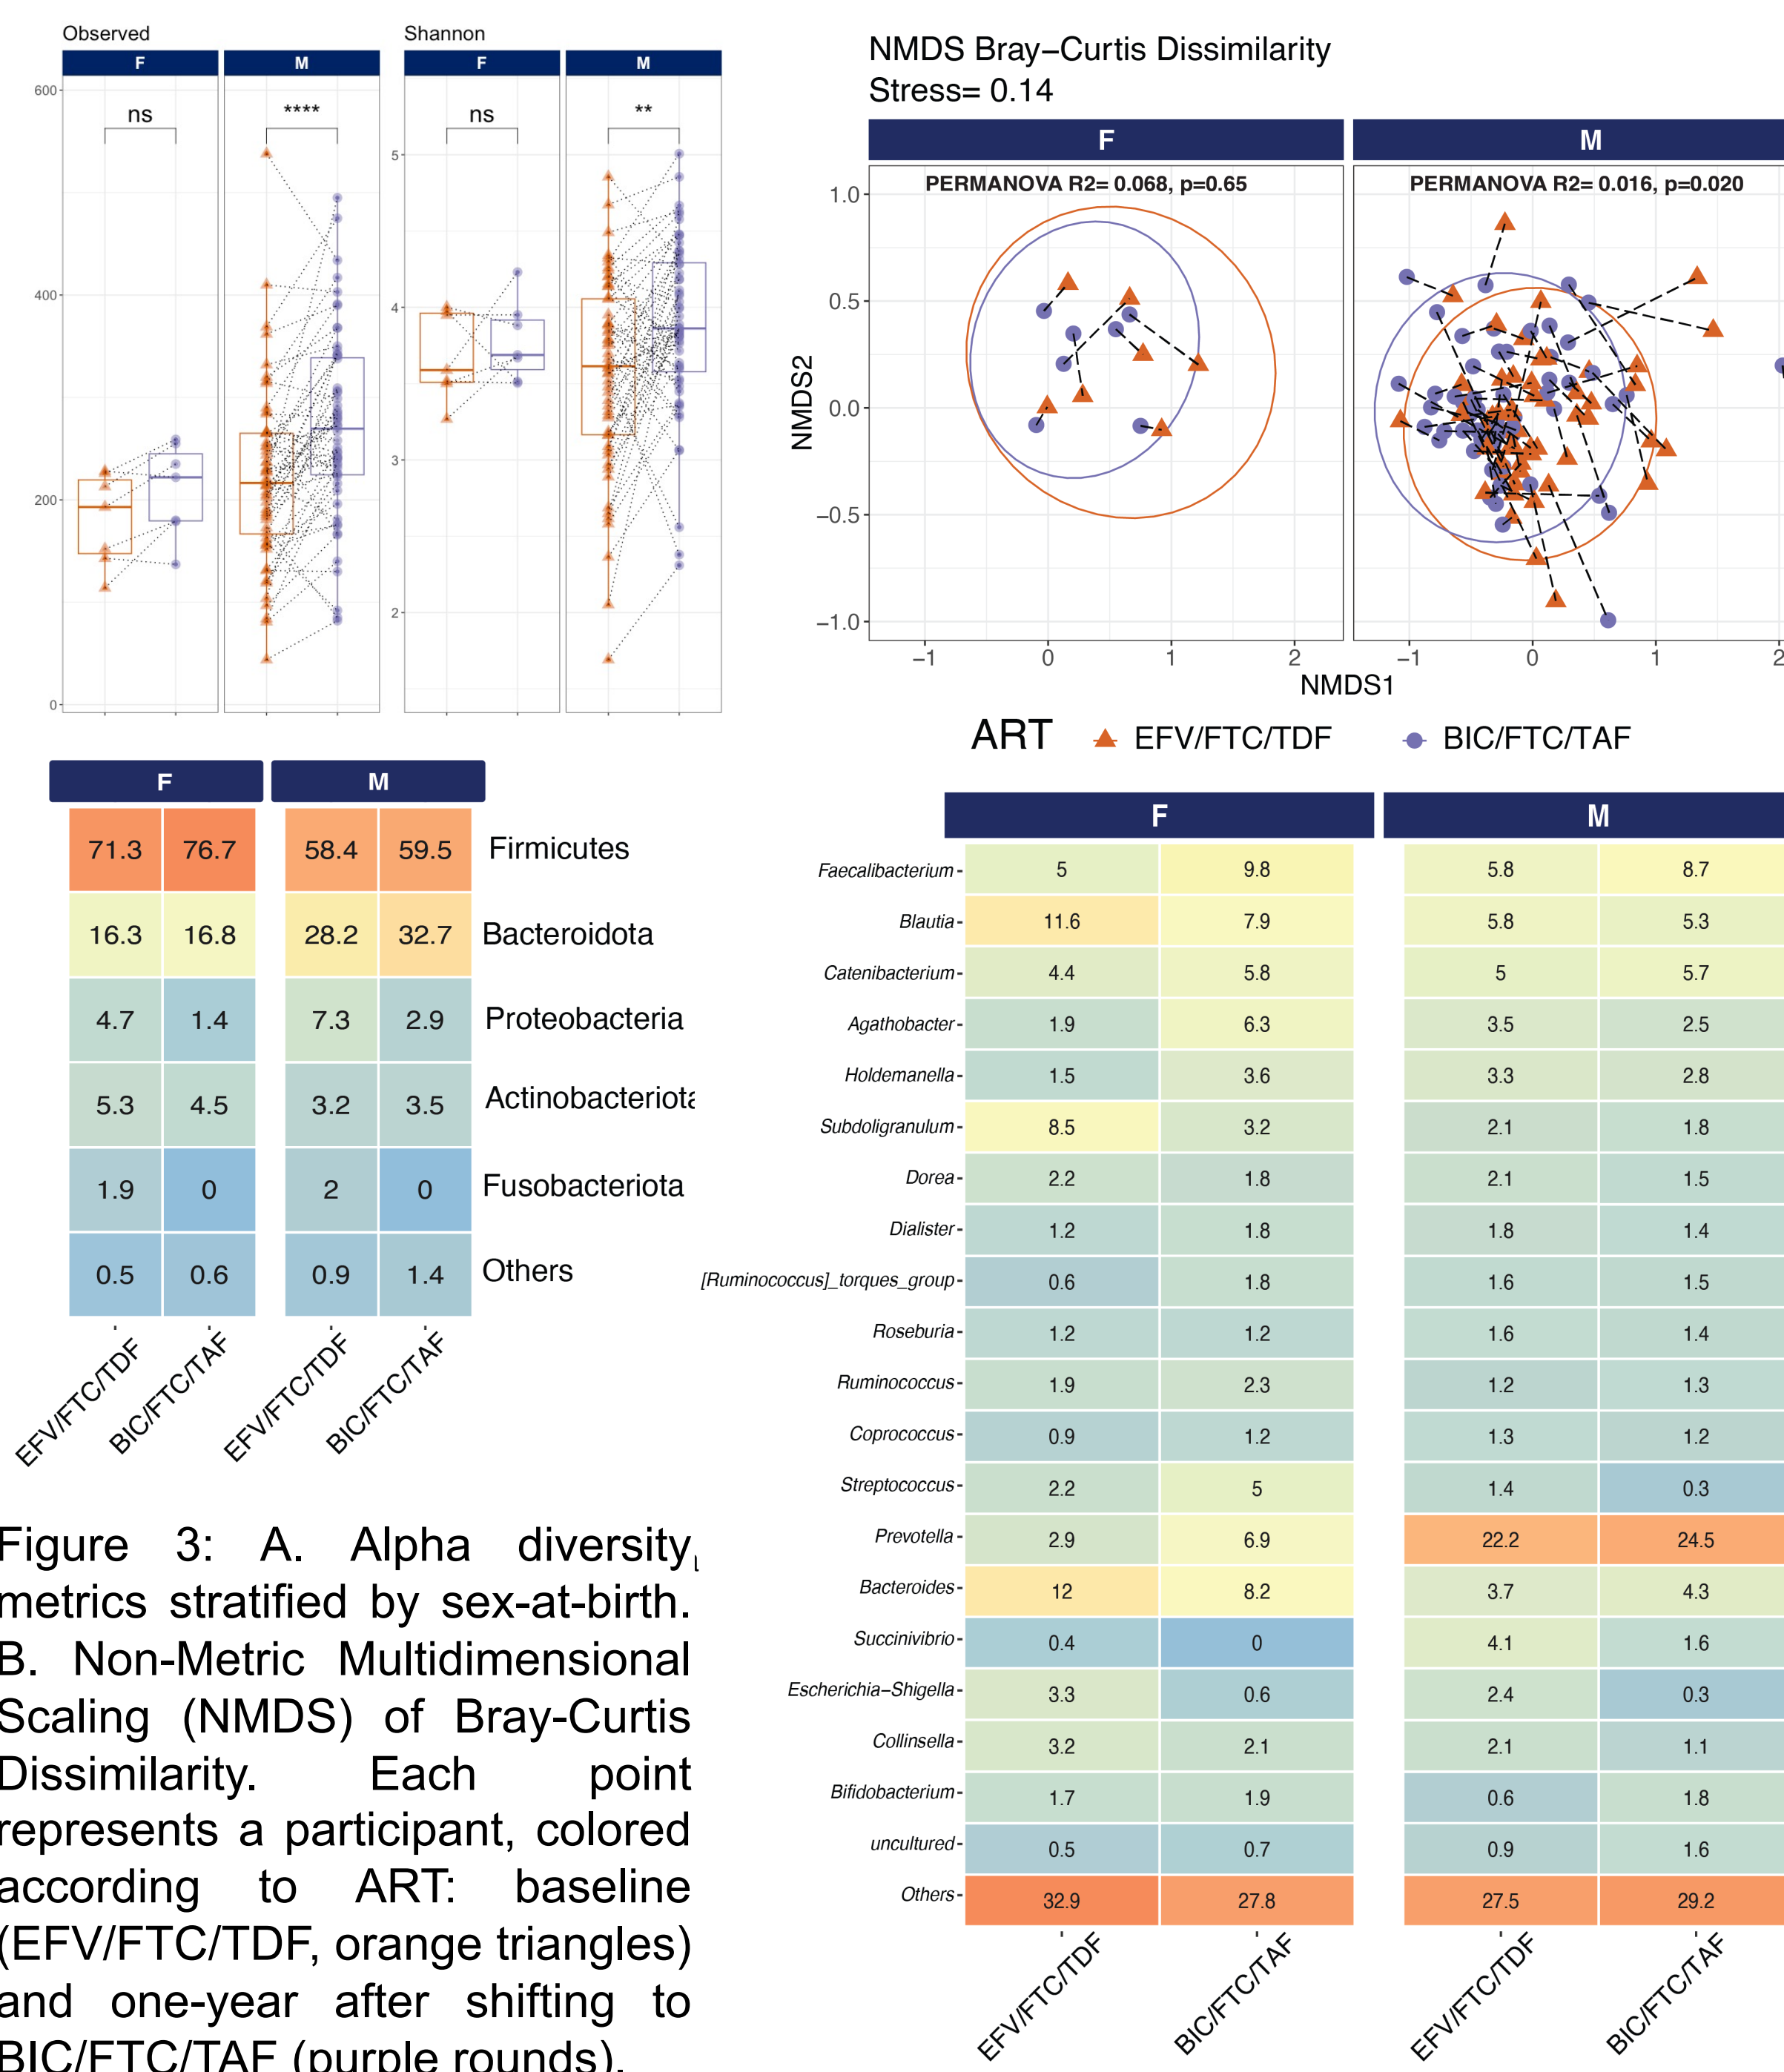 Observed
Shannon
F
M
F
M
600
400
200
0
ns
****
5
4
3
2
ns
**
NMDS Bray−Curtis Dissimilarity
Stress= 0.14
F
M
PERMANOVA R2= 0.068, p=0.65
PERMANOVA R2= 0.016, p=0.020
NMDS2
1.0
0.5
0.0
−0.5
−1.0
−1 0 1 2
−1 0 1 2
NMDS1
ART EFV/FTC/TDF BIC/FTC/TAF
F M
71.3 76.7 58.4 59.5 Firmicutes
16.3 16.8 28.2 32.7 Bacteroidota
4.7 1.4 7.3 2.9 Proteobacteria
5.3 4.5 3.2 3.5 Actinobacteriota
1.9 0 2 0 Fusobacteriota
0.5 0.6 0.9 1.4 Others
EFV/FTC/TDF BIC/FTC/TAF EFV/FTC/TDF BIC/FTC/TAF
F M
Faecalibacterium 5 9.8 5.8 8.7
Blautia 11.6 7.9 5.8 5.3
Catenibacterium 4.4 5.8 5 5.7
Agathobacter 1.9 6.3 3.5 2.5
Holdemanella 1.5 3.6 3.3 2.8
Subdoligranulum 8.5 3.2 2.1 1.8
Dorea 2.2 1.8 2.1 1.5
Dialister 1.2 1.8 1.8 1.4
[Ruminococcus]_torques_group 0.6 1.8 1.6 1.5
Roseburia 1.2 1.2 1.6 1.4
Ruminococcus 1.9 2.3 1.2 1.3
Coprococcus 0.9 1.2 1.3 1.2
Streptococcus 2.2 5 1.4 0.3
Prevotella 2.9 6.9 22.2 24.5
Bacteroides 12 8.2 3.7 4.3
Succinivibrio 0.4 0 4.1 1.6
Escherichia−Shigella 3.3 0.6 2.4 0.3
Collinsella 3.2 2.1 2.1 1.1
Bifidobacterium 1.7 1.9 0.6 1.8
uncultured 0.5 0.7 0.9 1.6
Others 32.9 27.8 27.5 29.2
EFV/FTC/TDF BIC/FTC/TAF EFV/FTC/TDF BIC/FTC/TAF
Figure 3: A. Alpha diversity
metrics stratified by sex-at-birth.
B. Non-Metric Multidimensional
Scaling (NMDS) of Bray-Curtis
Dissimilarity. Each point
represents a participant, colored
according to ART: baseline
(EFV/FTC/TDF, orange triangles)
and one-year after shifting to
BIC/FTC/TAF (purple rounds).